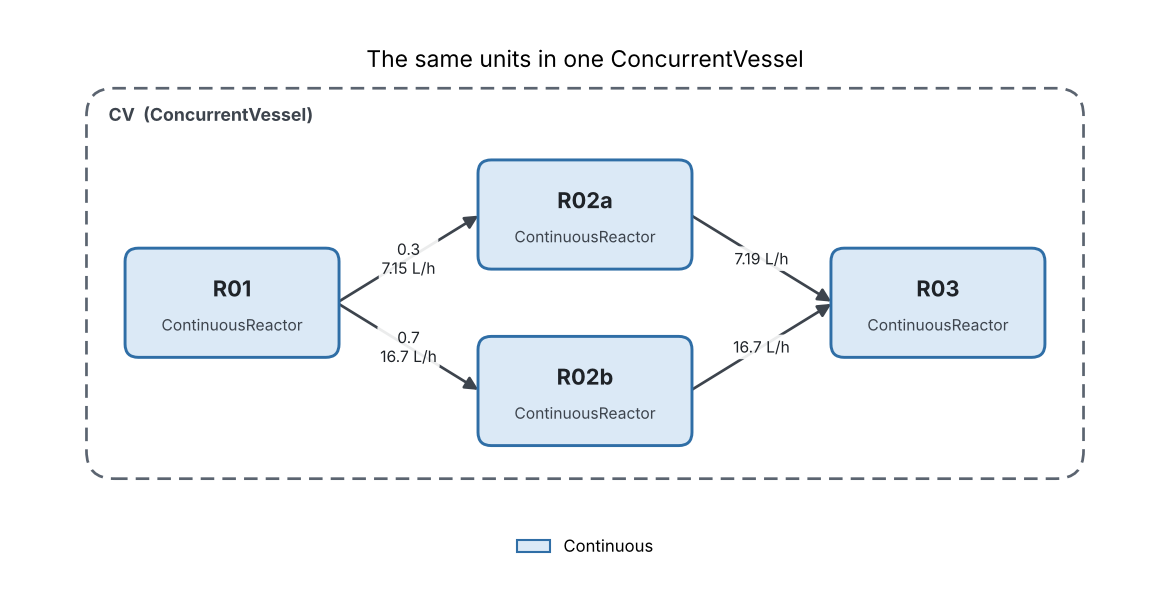 The same units in one ConcurrentVessel
CV (ConcurrentVessel)
R01
ContinuousReactor
0.3
7.15 L/h
0.7
16.7 L/h
R02a
ContinuousReactor
R02b
ContinuousReactor
7.19 L/h
16.7 L/h
R03
ContinuousReactor
Continuous